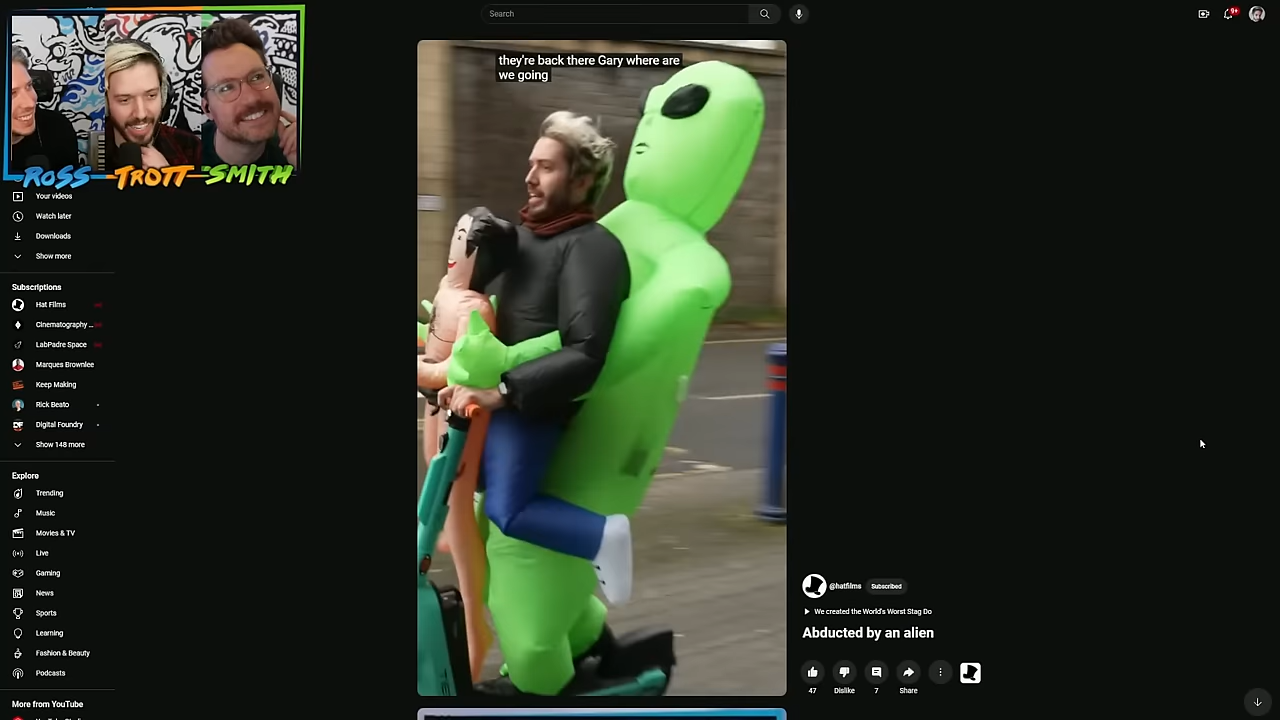 Search
9+
they're back there Gary where are
we going
ROSS TROTT SMITH
Your videos
Watch later
Downloads
Show more
Subscriptions
Hat Films
Cinematography ...
LabPadre Space
Marques Brownlee
Keep Making
Rick Beato
Digital Foundry
Show 148 more
Explore
Trending
Music
Movies & TV
Live
Gaming
News
Sports
Learning
Fashion & Beauty
Podcasts
More from YouTube
@hatfilms
Subscribed
We created the World's Worst Stag Do
Abducted by an alien
47
Dislike
7
Share